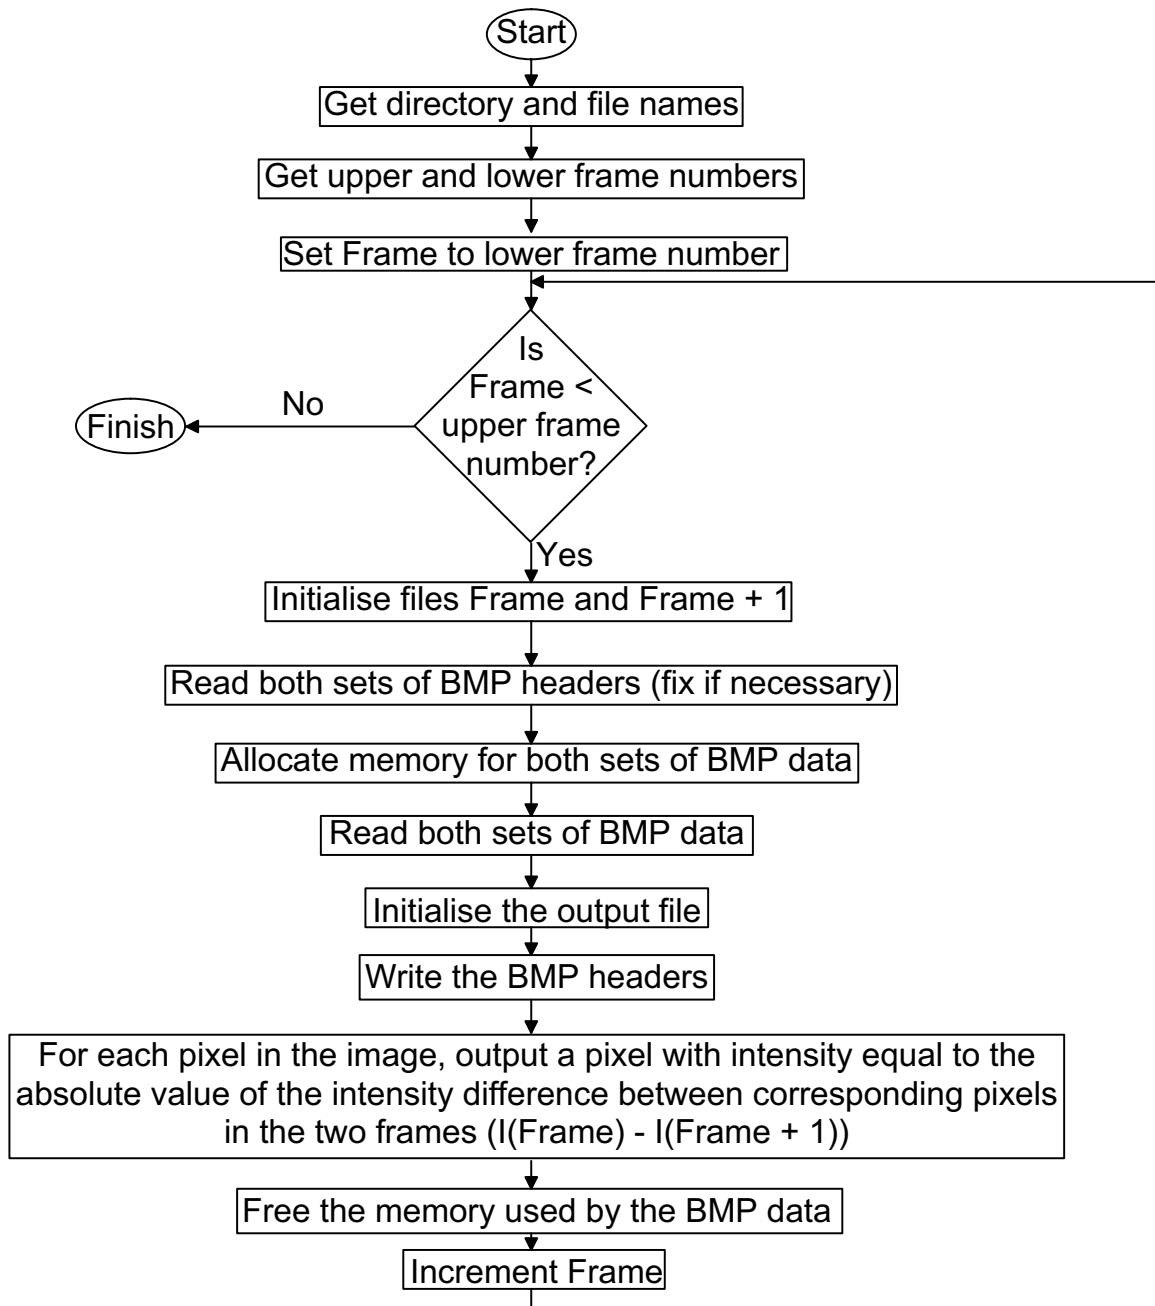 Start
Get directory and file names
Get upper and lower frame numbers
Set Frame to lower frame number
Is
Frame <
upper frame
number?
No
Finish
Yes
Initialise files Frame and Frame + 1
Read both sets of BMP headers (fix if necessary)
Allocate memory for both sets of BMP data
Read both sets of BMP data
Initialise the output file
Write the BMP headers
For each pixel in the image, output a pixel with intensity equal to the
absolute value of the intensity difference between corresponding pixels
in the two frames (I(Frame) - I(Frame + 1))
Free the memory used by the BMP data
Increment Frame